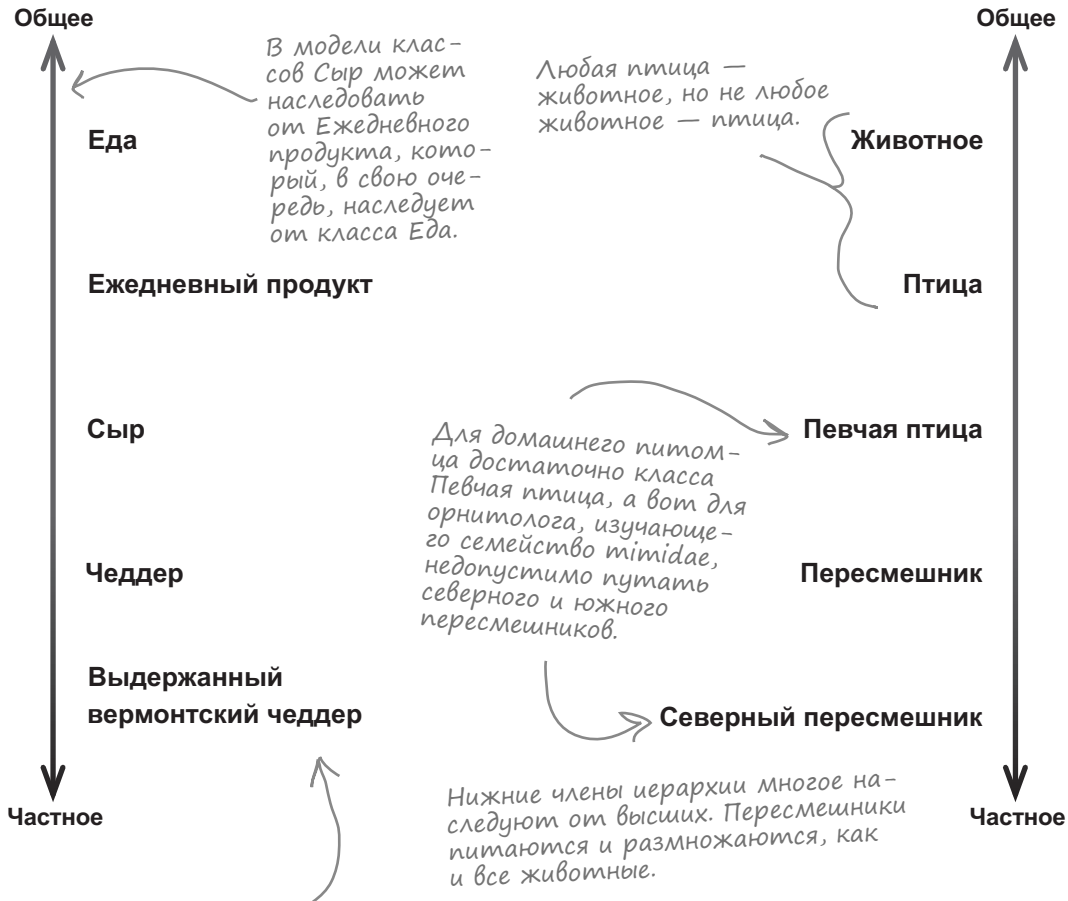 Общее
Общее
В модели клас-
сов Сыр может
наследовать
от Ежедневного
продукта, кото-
рый, в свою оче-
редь, наследует
от класса Еда.
Любая птица —
животное, но не любое
животное — птица.
Еда
Животное
Ежедневный продукт
Птица
Сыр
Певчая птица
Для домашнего питом-
ца достаточно класса
Певчая птица, а вот для
орнитолога, изучающе-
го семейство mimidae,
недопустимо путать
северного и южного
пересмешников.
Чеддер
Пересмешник
Выдержанный
вермонтский чеддер
Северный пересмешник
Частное
Частное
Нижние члены иерархии многое на-
следуют от высших. Пересмешники
питаются и размножаются, как
и все животные.